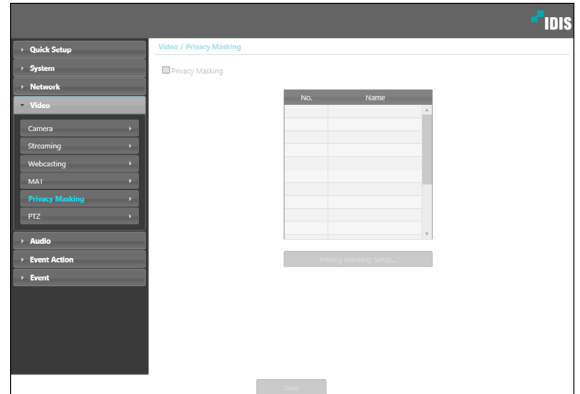 IDIS
Quick Setup
System
Network
Video
Camera
Streaming
Webcasting
MAT
Privacy Masking
PTZ
Audio
Event Action
Event
Video / Privacy Masking
Privacy Masking
No. Name
Privacy Masking Setup...
Save